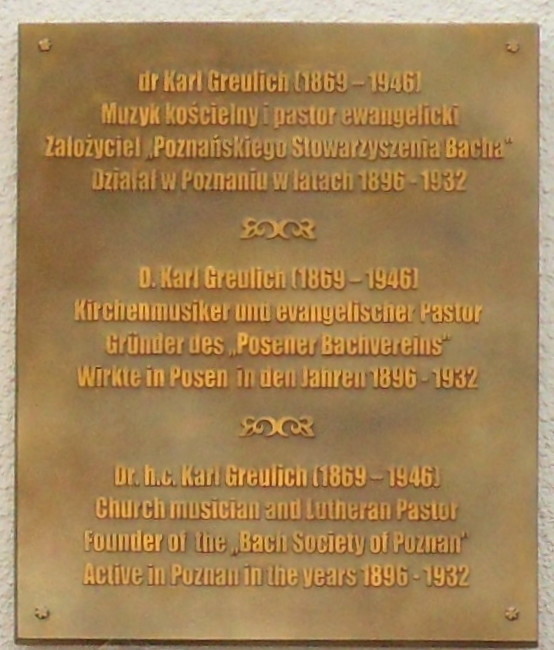 dr Karl Greulich (1869 – 1946)
Muzyk kościelny i pastor ewangelicki
Założyciel „Poznańskiego Stowarzyszenia Bacha“
Działał w Poznaniu w latach 1896 - 1932
D. Karl Greulich (1869 – 1946)
Kirchenmusiker und evangelischer Pastor
Gründer des „Posener Bachvereins“
Wirkte in Posen in den Jahren 1896 - 1932
Dr. h.c. Karl Greulich (1869 – 1946)
Church musician and Lutheran Pastor
Founder of the „Bach Society of Poznan“
Active in Poznan in the years 1896 - 1932